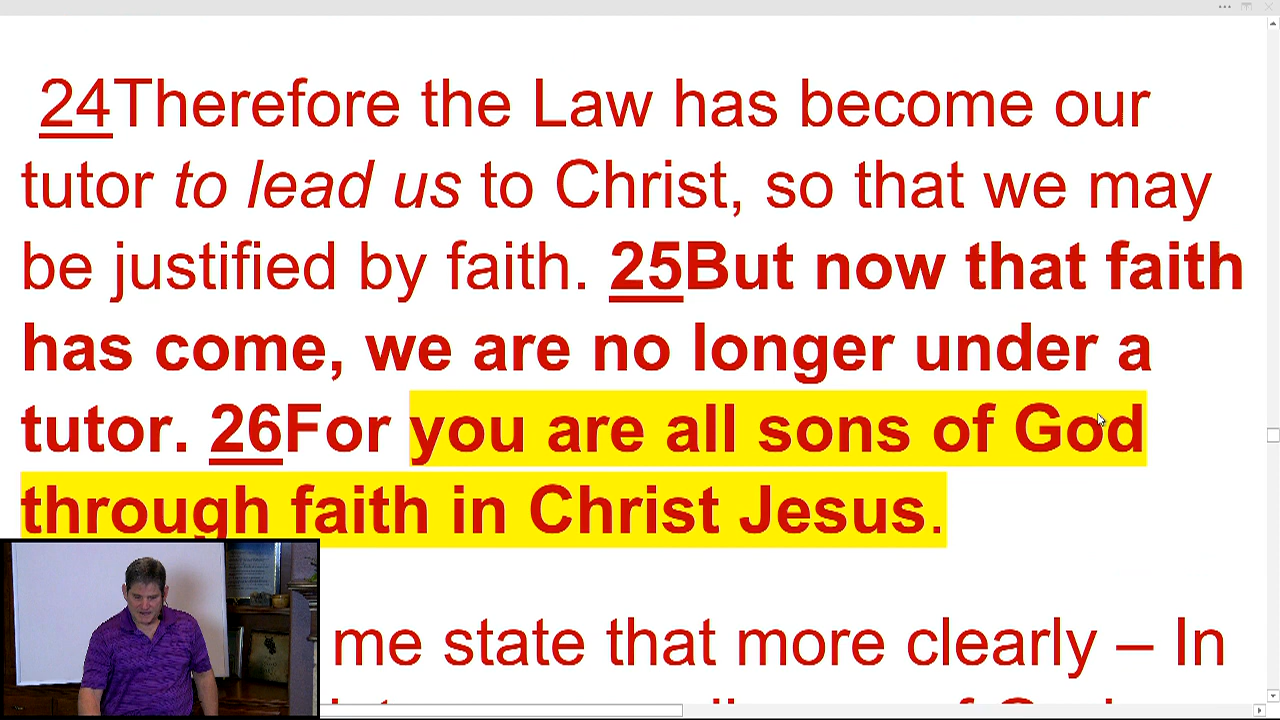 24Therefore the Law has become our
tutor to lead us to Christ, so that we may
be justified by faith. 25But now that faith
has come, we are no longer under a
tutor. 26For you are all sons of God
through faith in Christ Jesus.
me state that more clearly – In